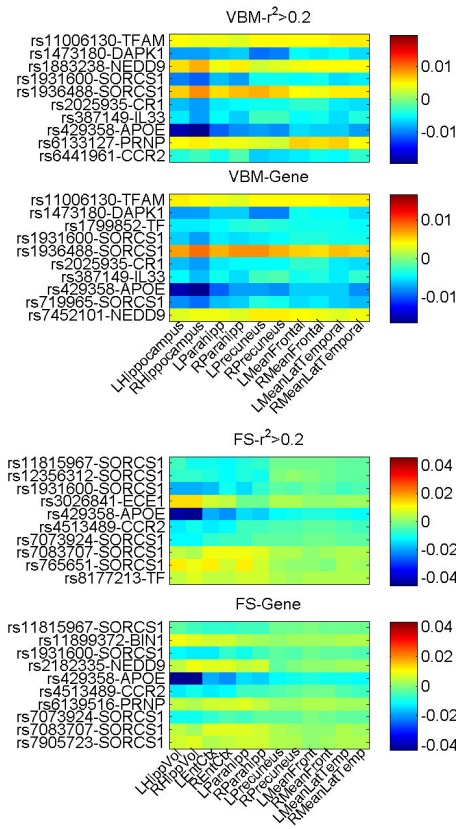 VBM-r²>0.2
rs11006130-TFAM
rs1473180-DAPK1
rs1883238-NEDD9
rs1931600-SORCS1
rs1936488-SORCS1
rs2025935-CR1
rs387149-IL33
rs429358-APOE
rs6133127-PRNP
rs6441961-CCR2
0.01
0
-0.01
VBM-Gene
rs11006130-TFAM
rs1473180-DAPK1
rs1799852-TF
rs1931600-SORCS1
rs1936488-SORCS1
rs2025935-CR1
rs387149-IL33
rs429358-APOE
rs719965-SORCS1
rs7452101-NEDD9
0.01
0
-0.01
LHippocampus
RHippocampus
LParahipp
RParahipp
LPrecuneus
RPrecuneus
LMeanFrontal
RMeanFrontal
LMeanLatTemporal
RMeanLatTemporal
FS-r²>0.2
rs11815967-SORCS1
rs12356312-SORCS1
rs1931600-SORCS1
rs3026841-ECE1
rs429358-APOE
rs4513489-CCR2
rs7073924-SORCS1
rs7083707-SORCS1
rs765651-SORCS1
rs8177213-TF
0.04
0.02
0
-0.02
-0.04
FS-Gene
rs11815967-SORCS1
rs11899372-BIN1
rs1931600-SORCS1
rs2182335-NEDD9
rs429358-APOE
rs4513489-CCR2
rs6139516-PRNP
rs7073924-SORCS1
rs7083707-SORCS1
rs7905723-SORCS1
0.04
0.02
0
-0.02
-0.04
LHippVol
RHippVol
LEntCtx
REntCtx
LParahipp
RParahipp
LPrecuneus
RPrecuneus
LMeanFront
RMeanFront
LMeanLatTemp
RMeanLatTemp